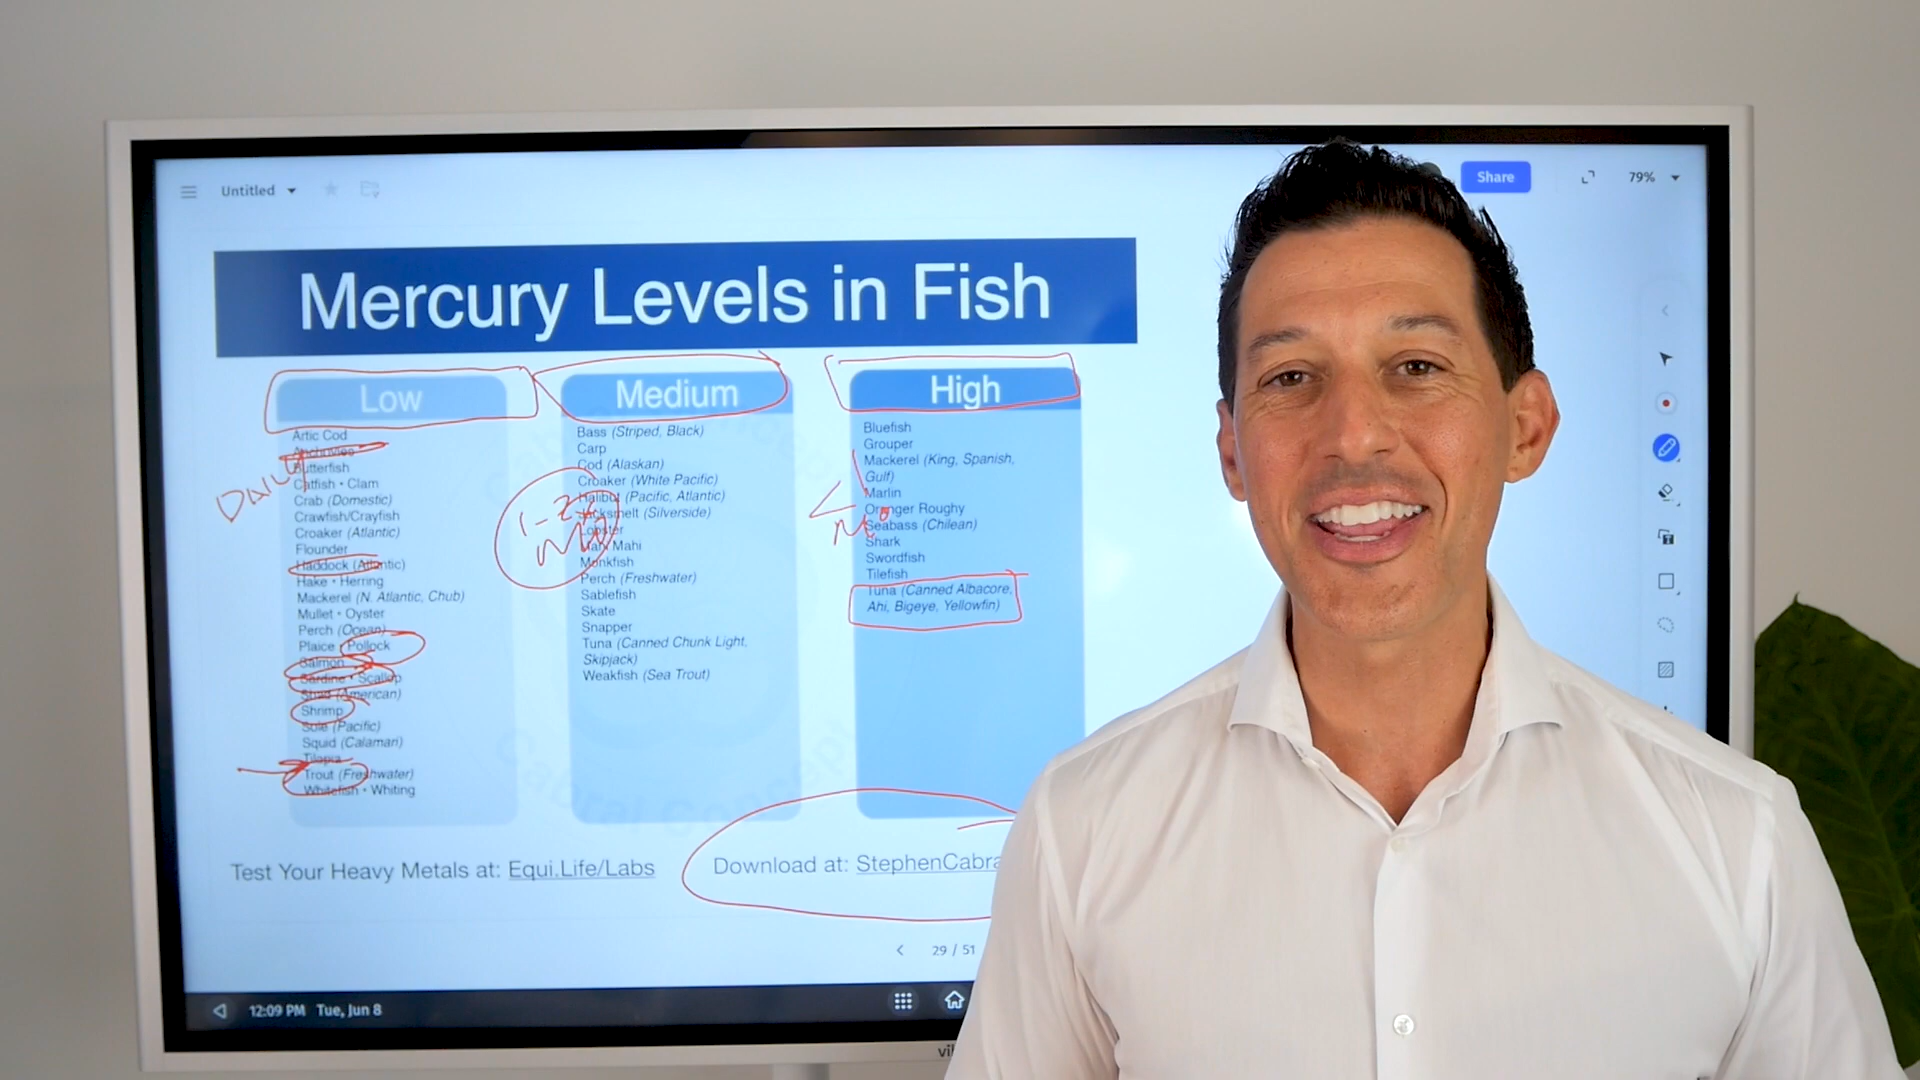 Untitled
Share
79%
Mercury Levels in Fish
Low
Artic Cod
Anchovies
Butterfish
Catfish • Clam
Crab (Domestic)
Crawfish/Crayfish
Croaker (Atlantic)
Flounder
Haddock (Atlantic)
Hake • Herring
Mackerel (N. Atlantic, Chub)
Mullet • Oyster
Perch (Ocean)
Plaice • Pollock
Salmon
Sardine • Scallop
Shad (American)
Shrimp
Sole (Pacific)
Squid (Calamari)
Tilapia
Trout (Freshwater)
Whitefish • Whiting
DAILY
Medium
Bass (Striped, Black)
Carp
Cod (Alaskan)
Croaker (White Pacific)
Halibut (Pacific, Atlantic)
Jacksmelt (Silverside)
Lobster
Mahi Mahi
Monkfish
Perch (Freshwater)
Sablefish
Skate
Snapper
Tuna (Canned Chunk Light,
Skipjack)
Weakfish (Sea Trout)
1-2x
High
Bluefish
Grouper
Mackerel (King, Spanish,
Gulf)
Marlin
Oranger Roughy
Seabass (Chilean)
Shark
Swordfish
Tilefish
Tuna (Canned Albacore,
Ahi, Bigeye, Yellowfin)
Test Your Heavy Metals at: Equi.Life/Labs
Download at: StephenCabra
29 / 51
12:09 PM Tue, Jun 8